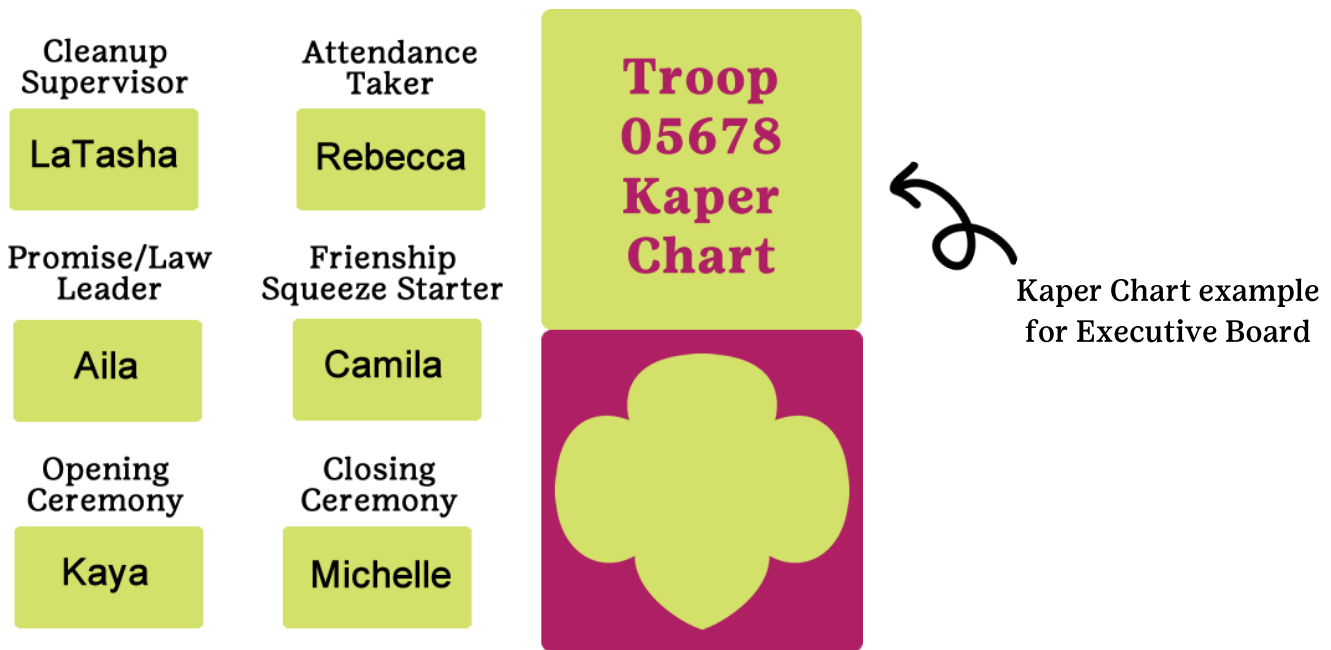 Cleanup
Supervisor
LaTasha
Attendance
Taker
Rebecca
Promise/Law
Leader
Aila
Frienship
Squeeze Starter
Camila
Opening
Ceremony
Kaya
Closing
Ceremony
Michelle
Troop
05678
Kaper
Chart
Kaper Chart example
for Executive Board